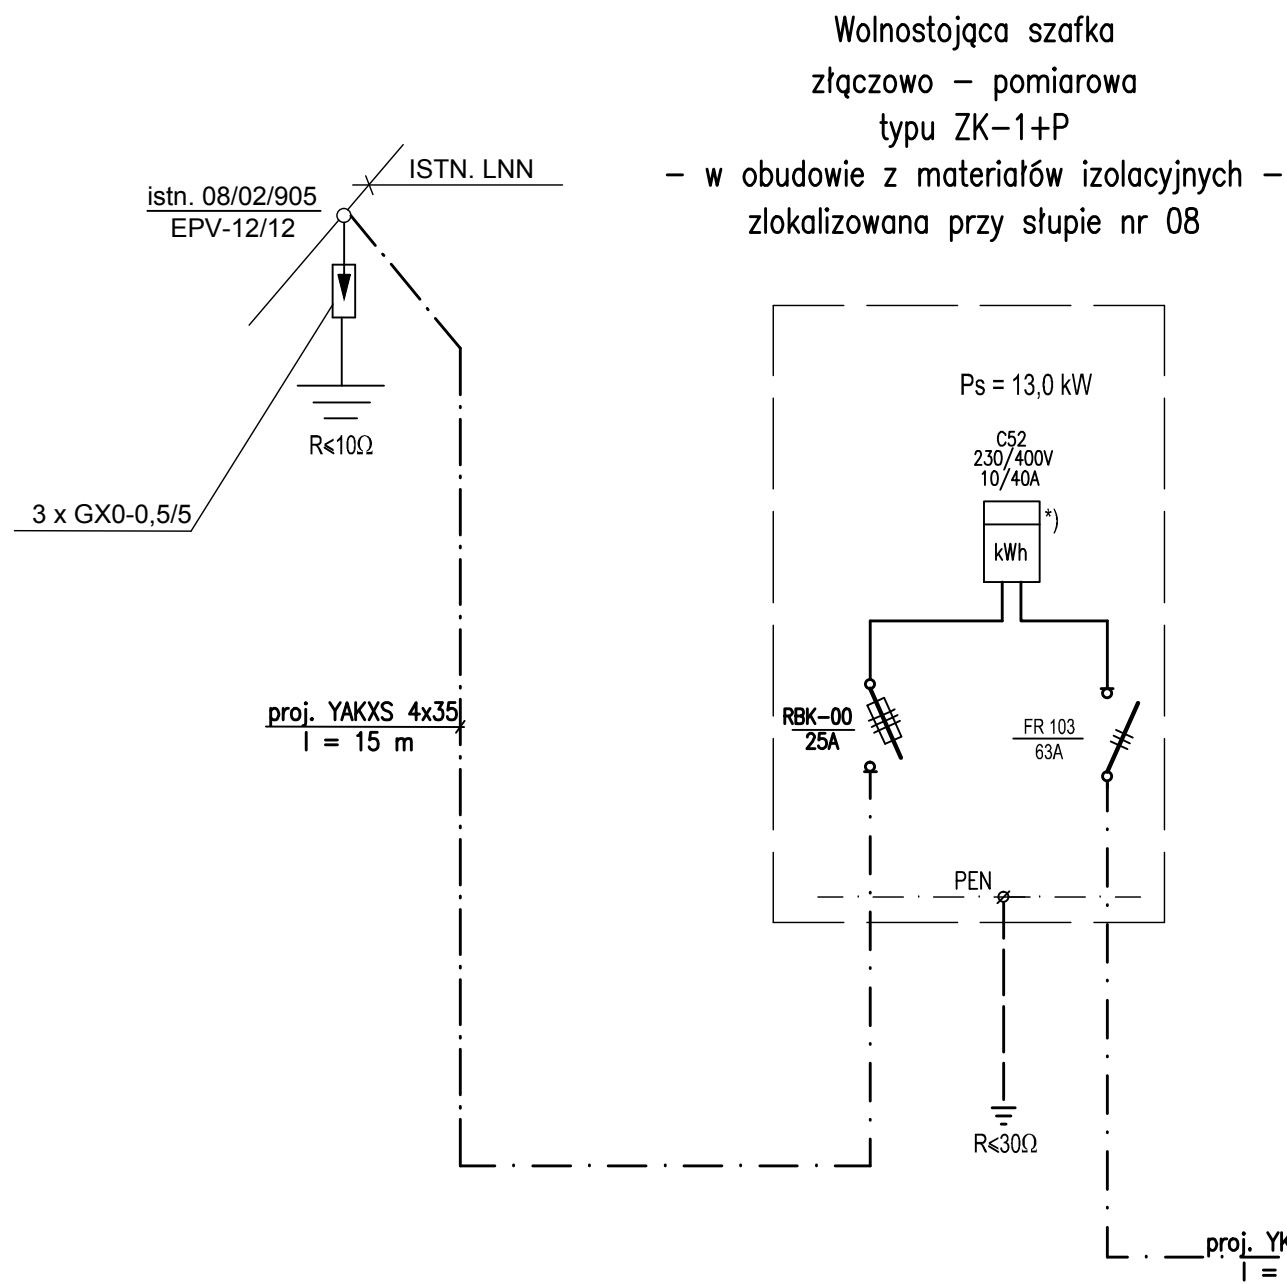 Wolnostojąca szafka
złączowo – pomiarowa
typu ZK–1+P
– w obudowie z materiałów izolacyjnych –
zlokalizowana przy słupie nr 08
ISTN. LNN
istn. 08/02/905
EPV-12/12
R≤10Ω
3 x GX0-0,5/5
Ps = 13,0 kW
C52
230/400V
10/40A
*)
kWh
proj. YAKXS 4x35
l = 15 m
RBK–00
25A
FR 103
63A
PEN
R≤30Ω
proj.
l =